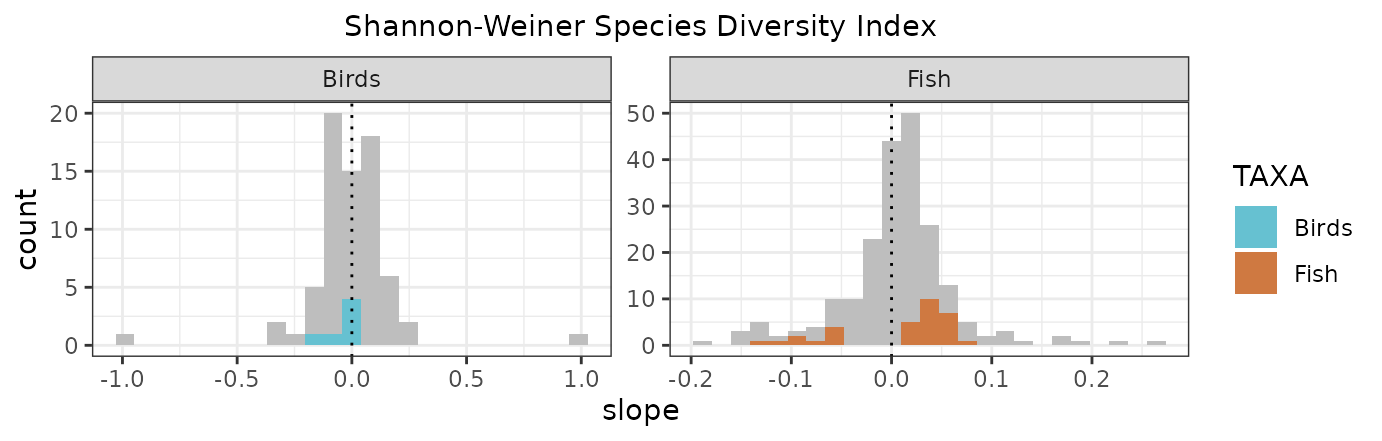 Shannon-Weiner Species Diversity Index
Birds
Fish
count
20
15
10
5
0
50
40
30
20
10
0
-1.0 -0.5 0.0 0.5 1.0
-0.2 -0.1 0.0 0.1 0.2
slope
TAXA
Birds
Fish